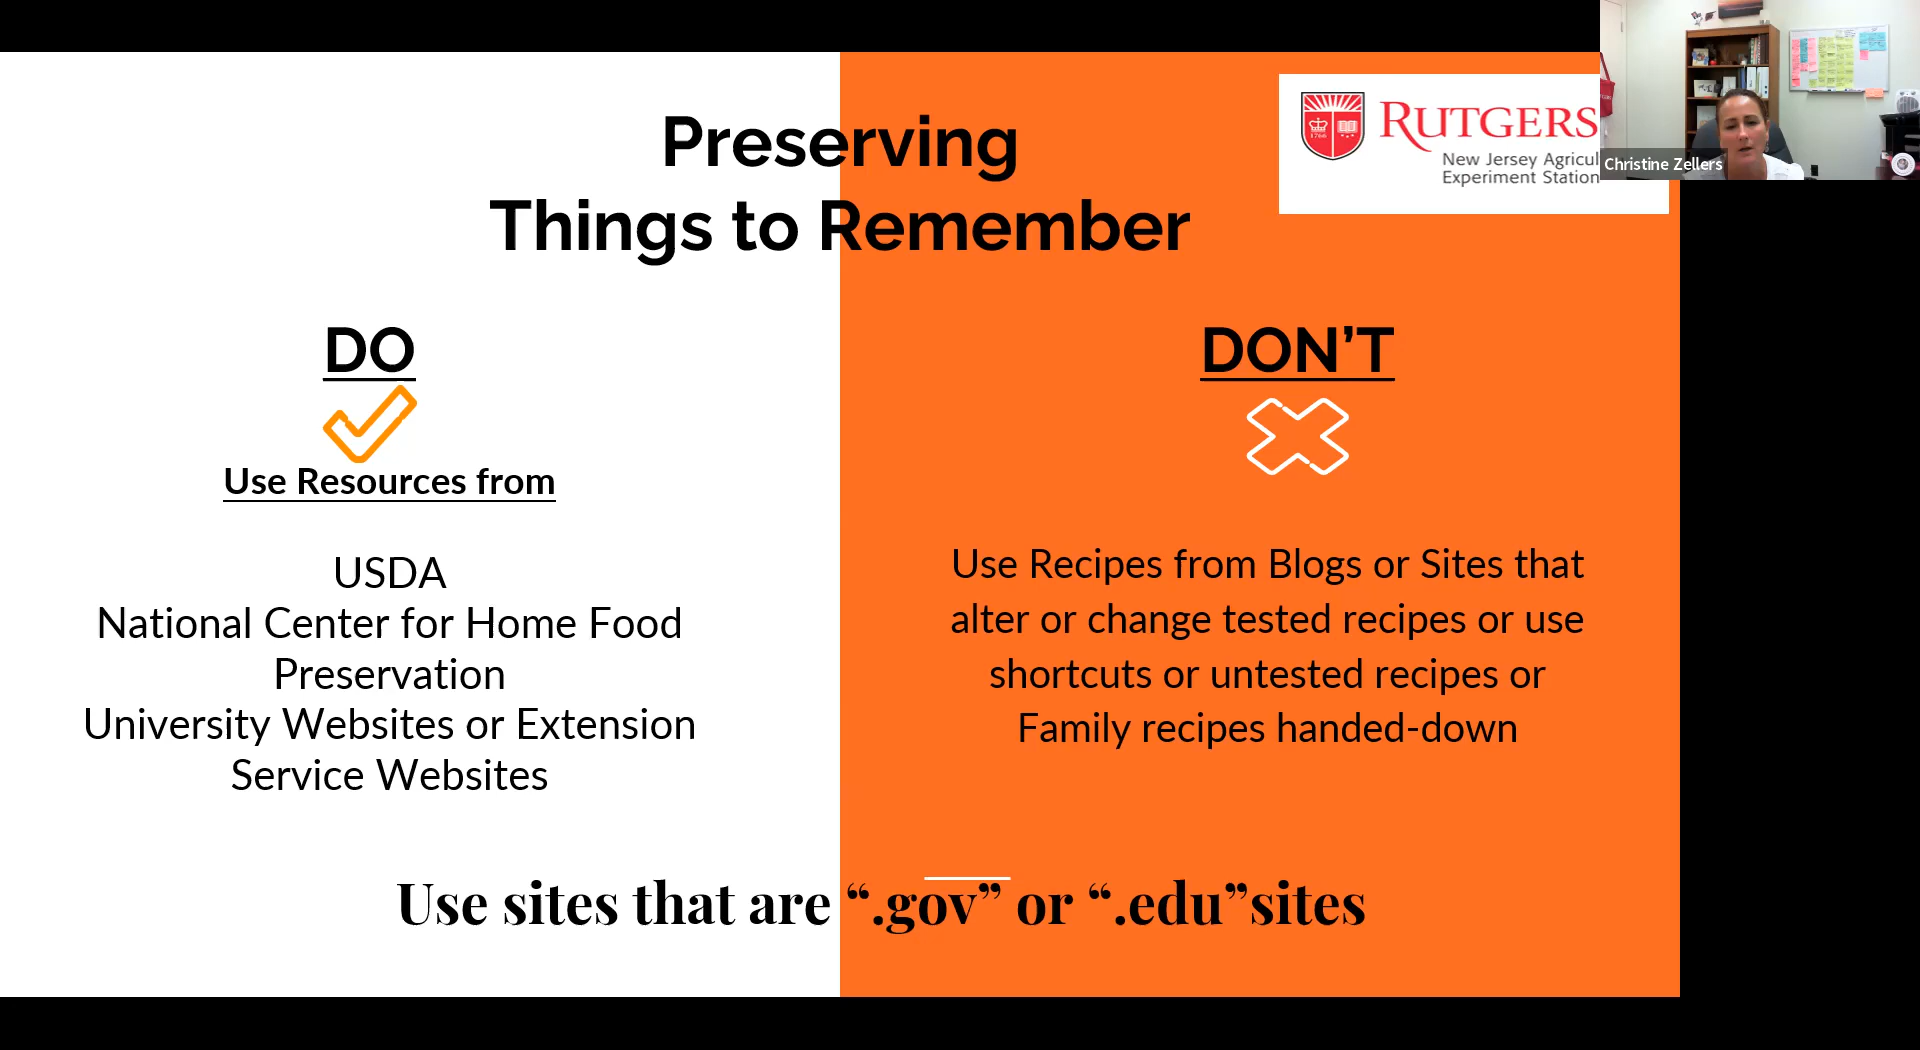 Preserving
Things to Remember
RUTGERS
New Jersey Agricul
Experiment Station
Christine Zellers
DO
Use Resources from
USDA
National Center for Home Food
Preservation
University Websites or Extension
Service Websites
DON’T
Use Recipes from Blogs or Sites that
alter or change tested recipes or use
shortcuts or untested recipes or
Family recipes handed-down
Use sites that are “.gov” or “.edu”sites